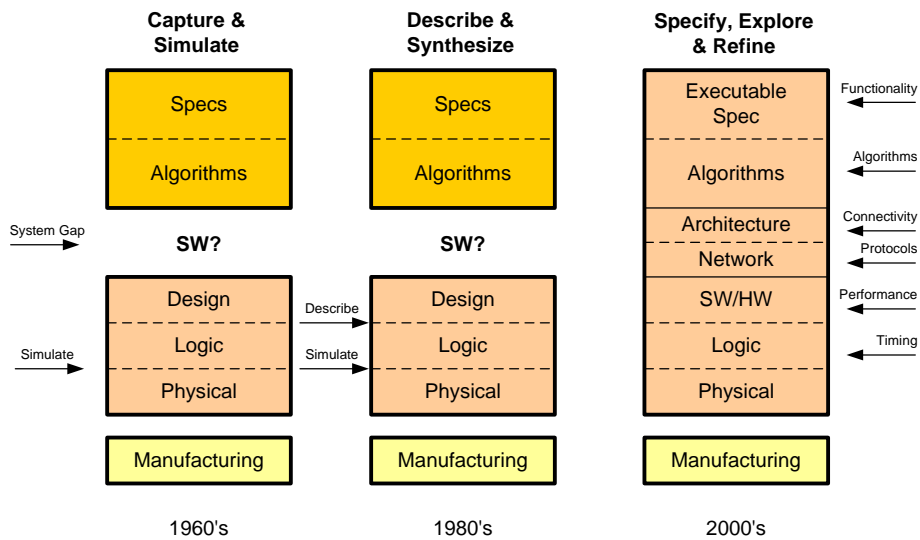 Capture &
Simulate
Describe &
Synthesize
Specify, Explore
& Refine
Specs
Specs
Executable
Spec
Functionality
Algorithms
Algorithms
Algorithms
Algorithms
System Gap
SW?
SW?
Architecture
Connectivity
Network
Protocols
Design
Describe
Design
SW/HW
Performance
Simulate
Logic
Simulate
Logic
Logic
Timing
Physical
Physical
Physical
Manufacturing
Manufacturing
Manufacturing
1960's
1980's
2000's